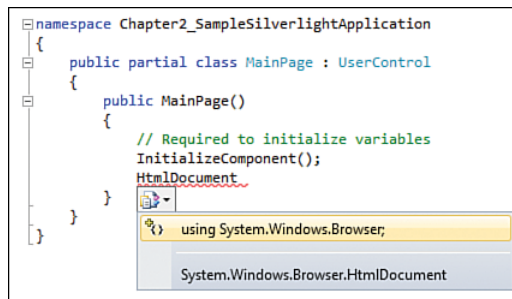 namespace Chapter2_SampleSilverlightApplication
{
public partial class MainPage : UserControl
{
public MainPage()
{
// Required to initialize variables
InitializeComponent();
HtmlDocument
}
using System.Windows.Browser;
}
}
System.Windows.Browser.HtmlDocument